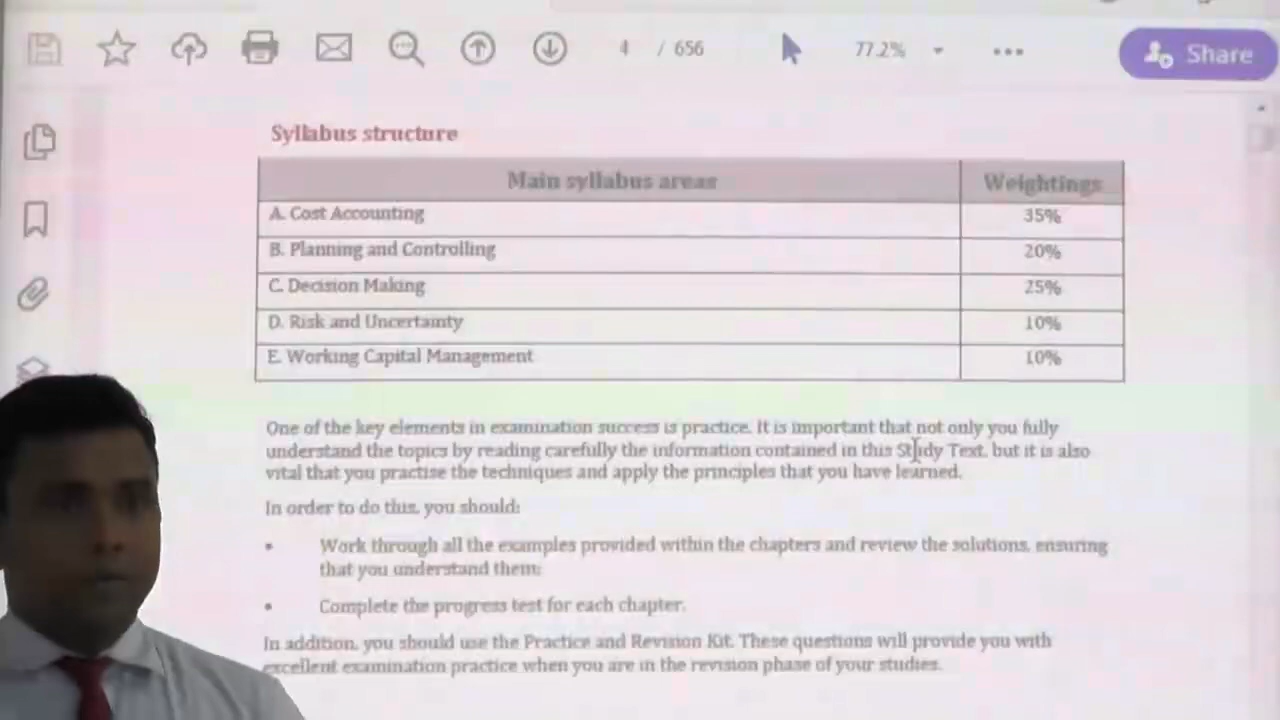 4 / 656
77.2%
Share
Syllabus structure
Main syllabus areas Weightings
A. Cost Accounting 35%
B. Planning and Controlling 20%
C. Decision Making 25%
D. Risk and Uncertainty 10%
E. Working Capital Management 10%
One of the key elements in examination success is practice. It is important that not only you fully
understand the topics by reading carefully the information contained in this Study Text, but it is also
vital that you practise the techniques and apply the principles that you have learned.
In order to do this, you should:
• Work through all the examples provided within the chapters and review the solutions, ensuring
that you understand them;
• Complete the progress test for each chapter.
In addition, you should use the Practice and Revision Kit. These questions will provide you with
excellent examination practice when you are in the revision phase of your studies.